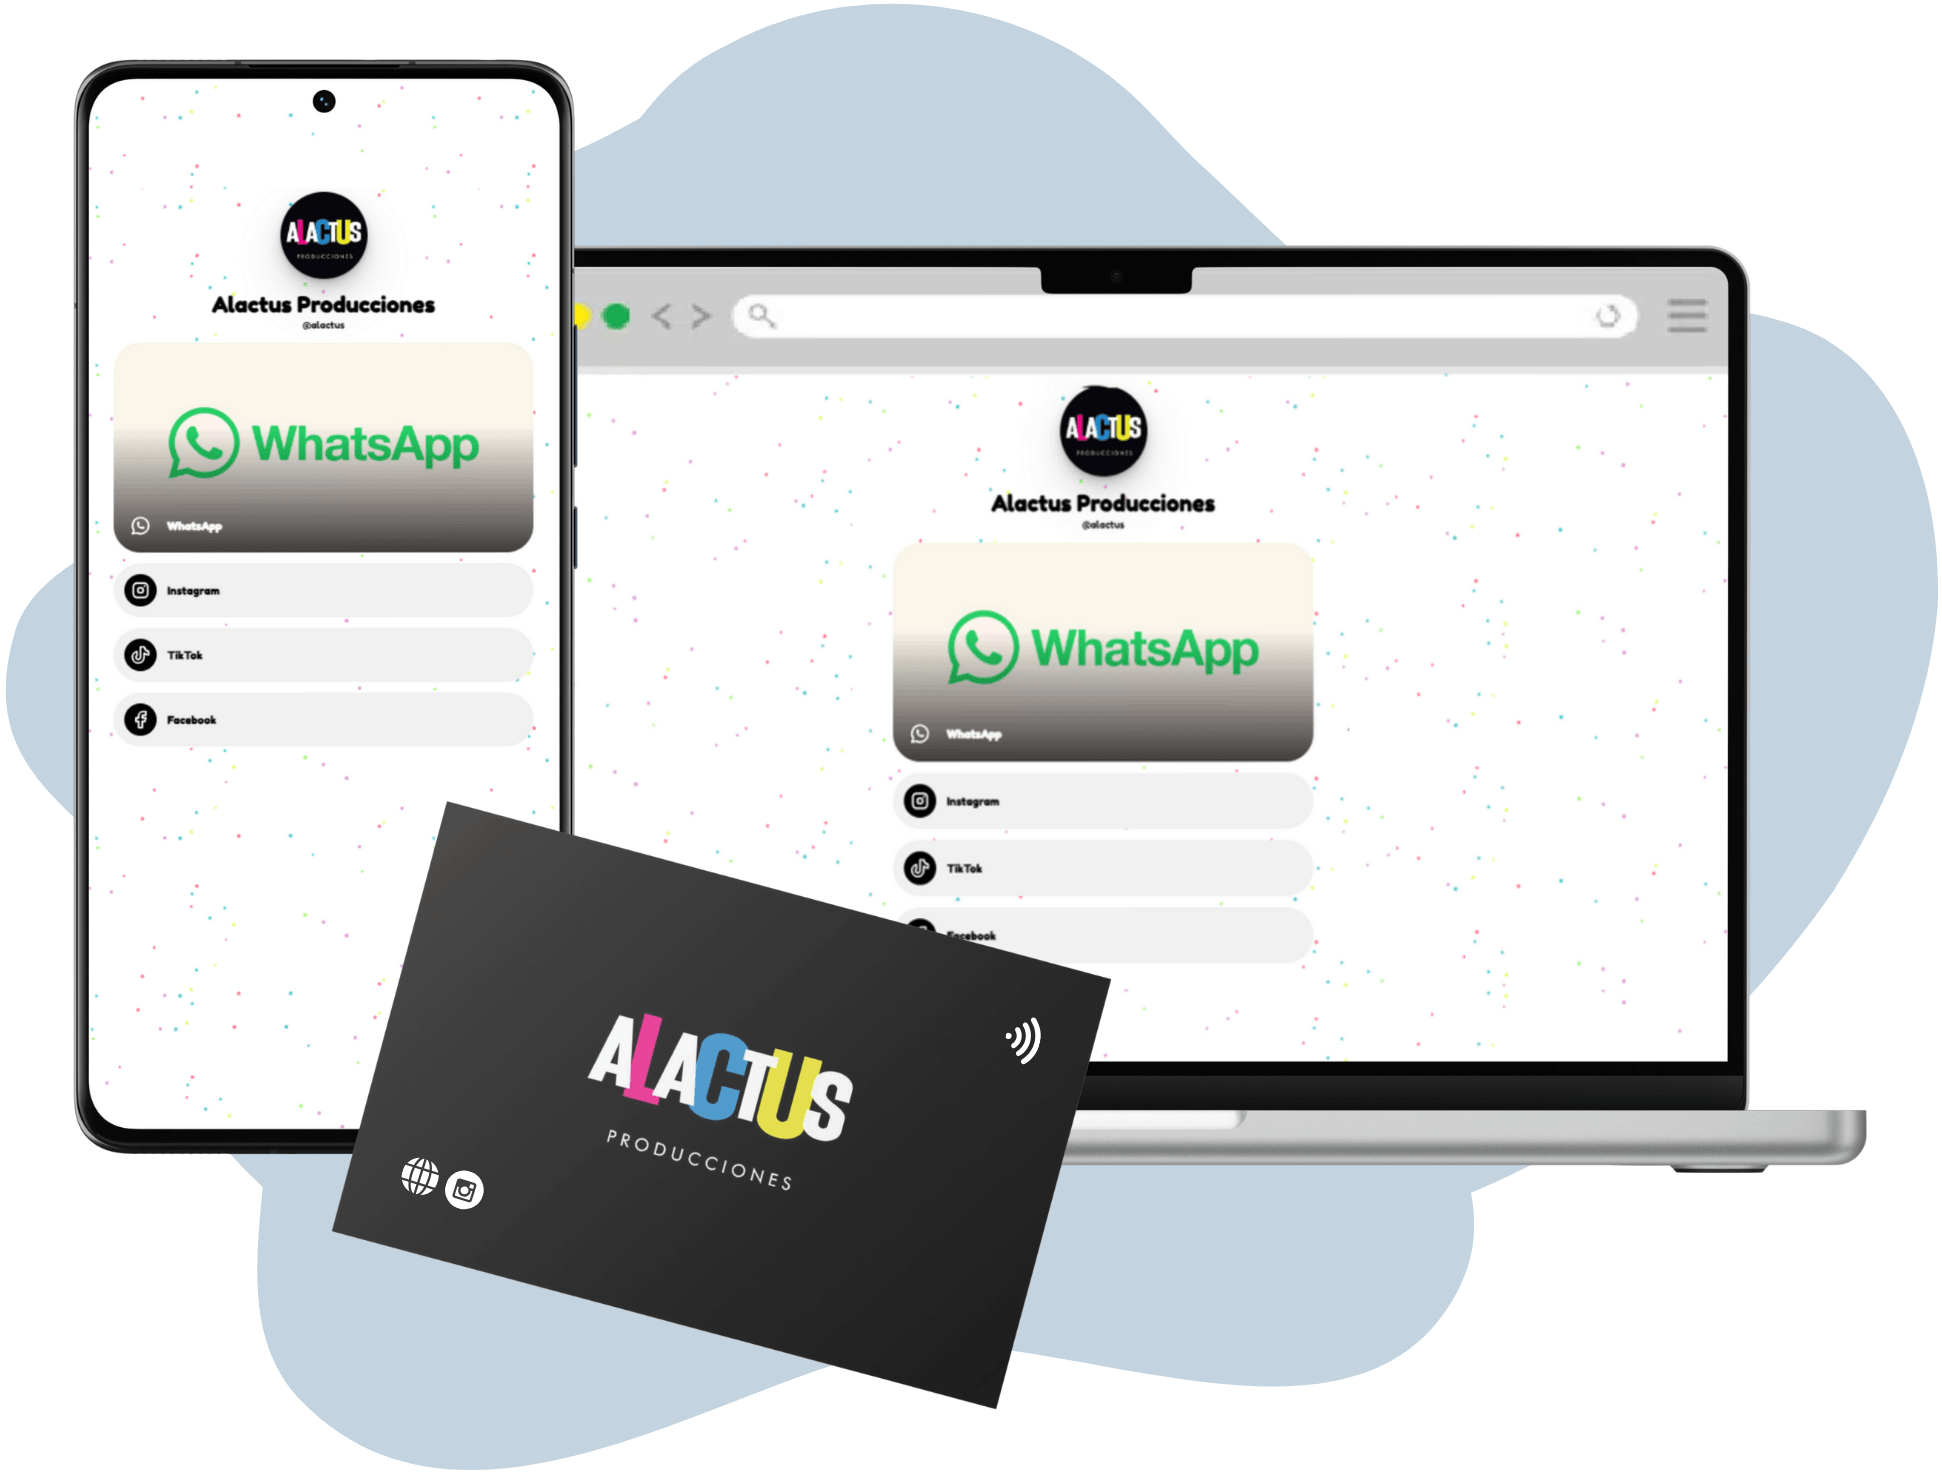 ALACTUS
PRODUCCIONES
Alactus Producciones
@alactus
WhatsApp
WhatsApp
Instagram
TikTok
Facebook
ALACTUS
PRODUCCIONES
Alactus Producciones
@alactus
WhatsApp
WhatsApp
Instagram
TikTok
Facebook
ALACTUS
PRODUCCIONES